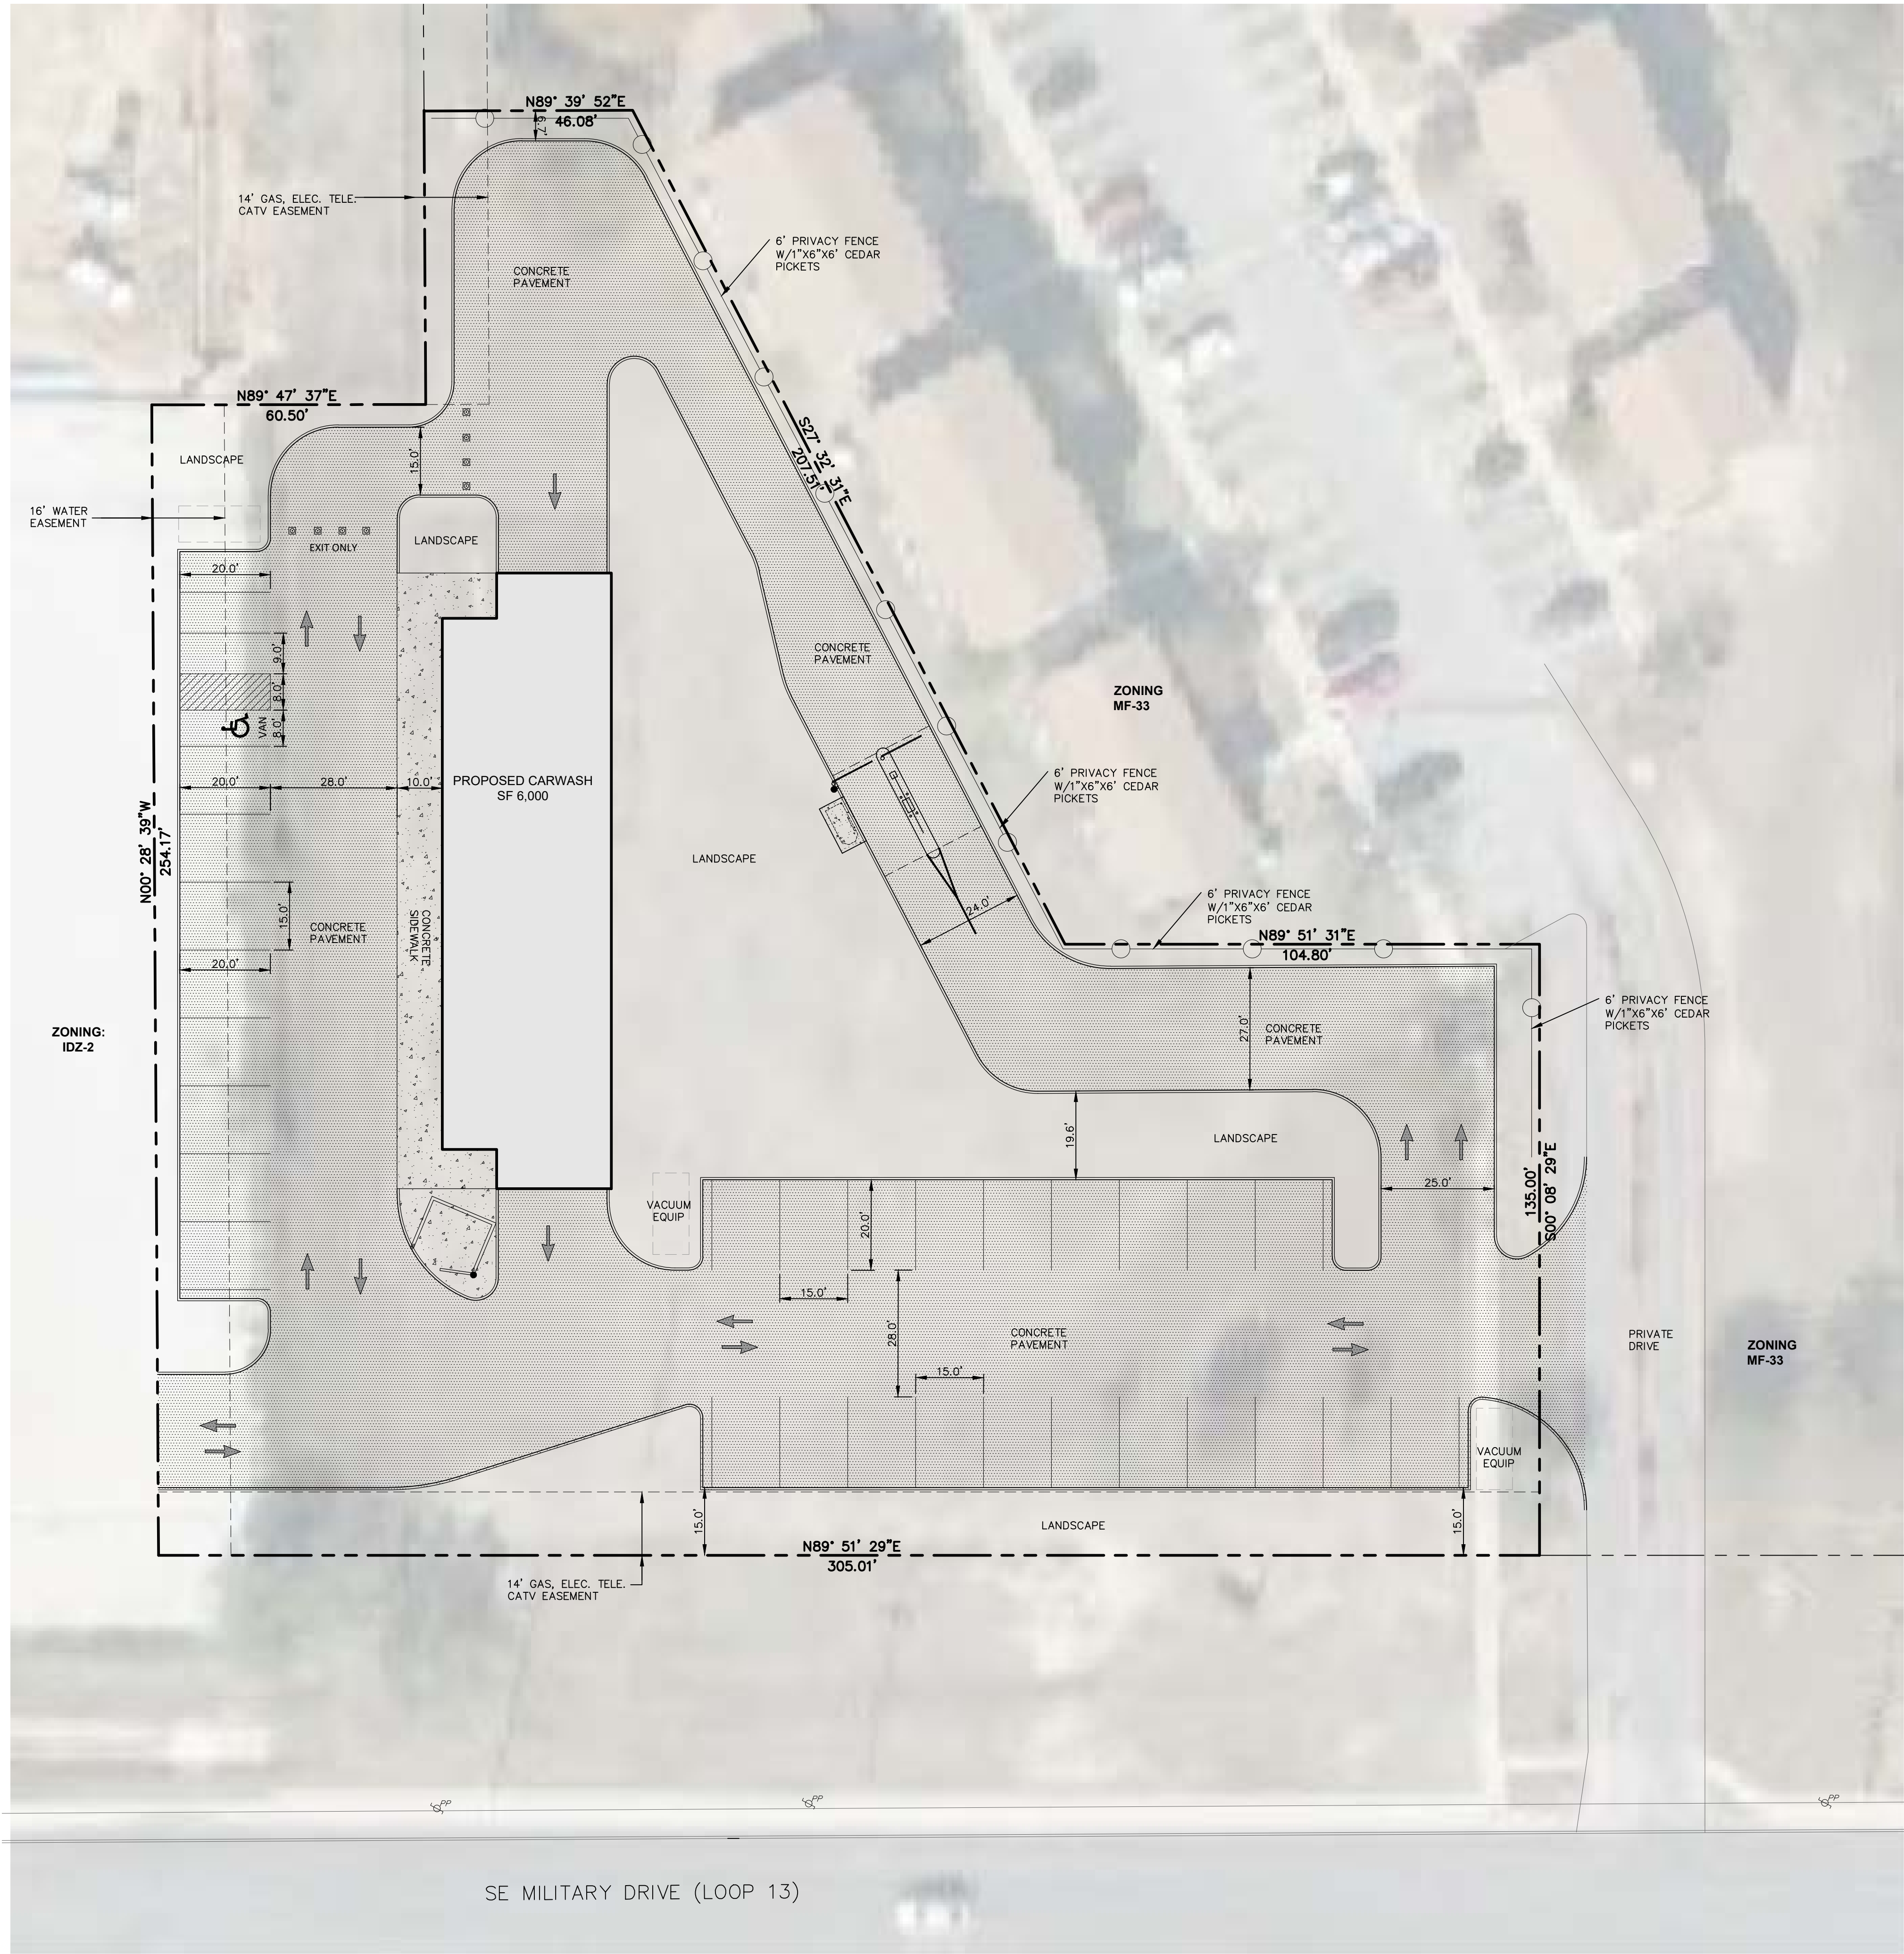 N89° 39' 52"E
46.08'
6.7'
14' GAS, ELEC. TELE.
CATV EASEMENT
6' PRIVACY FENCE
W/1"X6"X6' CEDAR
PICKETS
CONCRETE
PAVEMENT
N89° 47' 37"E
60.50'
S27° 32' 31"E
207.51'
LANDSCAPE
15.0'
16' WATER
EASEMENT
EXIT ONLY
LANDSCAPE
20.0'
9.0'
8.0'
VAN
8.0'
CONCRETE
PAVEMENT
ZONING
MF-33
20.0'
28.0'
10.0'
PROPOSED CARWASH
SF 6,000
6' PRIVACY FENCE
W/1"X6"X6' CEDAR
PICKETS
N00° 28' 39"W
254.17'
LANDSCAPE
15.0'
CONCRETE
PAVEMENT
CONCRETE
SIDEWALK
24.0'
6' PRIVACY FENCE
W/1"X6"X6' CEDAR
PICKETS
N89° 51' 31"E
104.80'
20.0'
6' PRIVACY FENCE
W/1"X6"X6' CEDAR
PICKETS
ZONING:
IDZ-2
27.0'
CONCRETE
PAVEMENT
19.6'
LANDSCAPE
25.0'
135.00'
S00° 08' 29"E
VACUUM
EQUIP
20.0'
15.0'
28.0'
CONCRETE
PAVEMENT
PRIVATE
DRIVE
ZONING
MF-33
15.0'
VACUUM
EQUIP
15.0'
LANDSCAPE
15.0'
N89° 51' 29"E
305.01'
14' GAS, ELEC. TELE.
CATV EASEMENT
PP
PP
PP
SE MILITARY DRIVE (LOOP 13)